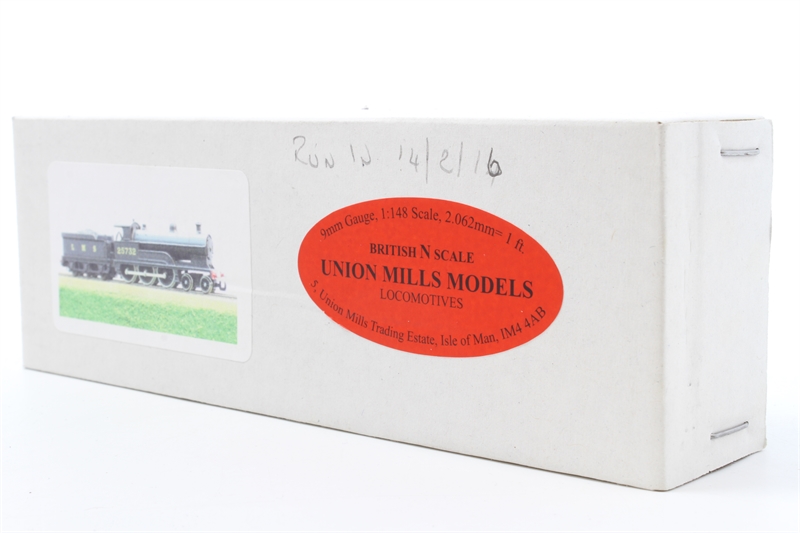 RUN IN 14/2/16
9mm Gauge, 1:148 Scale, 2.062mm= 1 ft.
BRITISH N SCALE
UNION MILLS MODELS
LOCOMOTIVES
5, Union Mills Trading Estate, Isle of Man, IM4 4AB
L M S